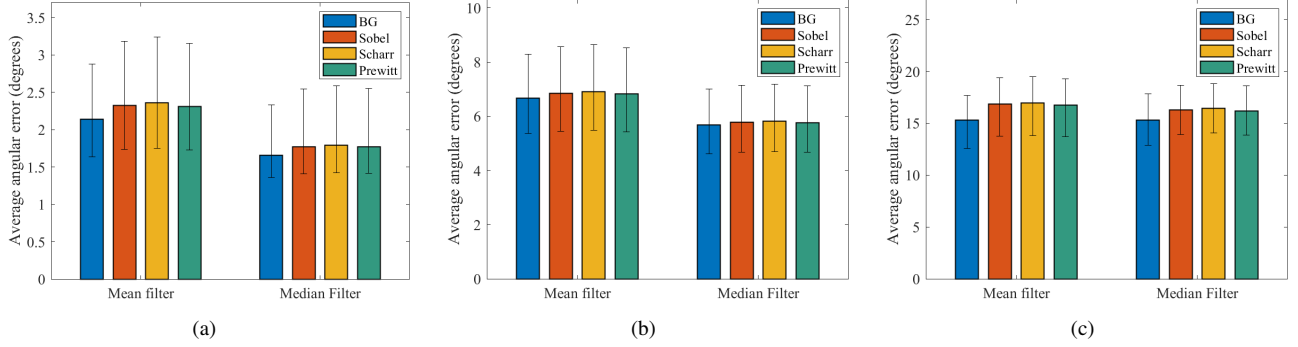 Average angular error (degrees)
3.5
3
2.5
2
1.5
1
0.5
0
BG
Sobel
Scharr
Prewitt
Mean filter
Median Filter
(a)
Average angular error (degrees)
10
8
6
4
2
0
BG
Sobel
Scharr
Prewitt
Mean filter
Median Filter
(b)
Average angular error (degrees)
25
20
15
10
5
0
BG
Sobel
Scharr
Prewitt
Mean filter
Median Filter
(c)